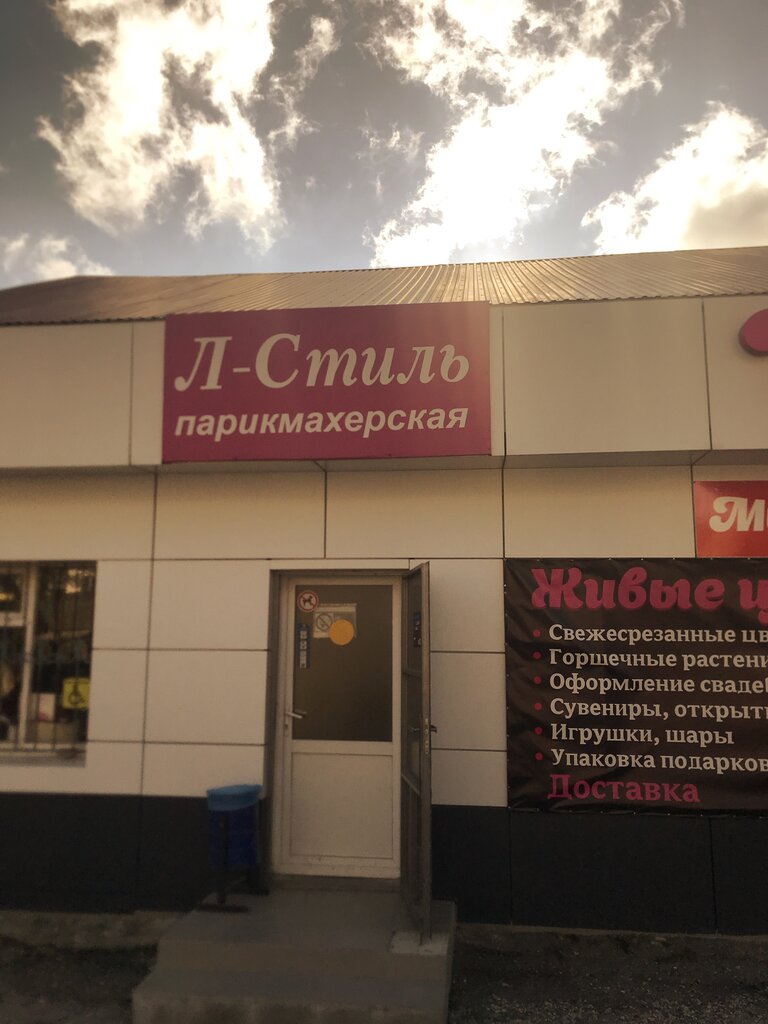 Л-Стиль
парикмахерская
Живые
• Свежесрезанные
• Горшечные
• Оформление
• Сувениры,
• Игрушки, шары
• Упаковка
Доставка